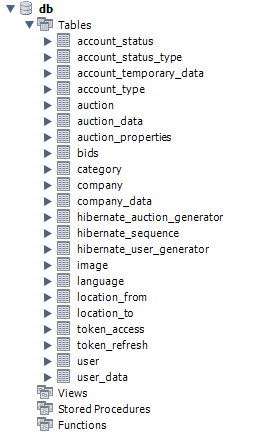 db
Tables
account_status
account_status_type
account_temporary_data
account_type
auction
auction_data
auction_properties
bids
category
company
company_data
hibernate_auction_generator
hibernate_sequence
hibernate_user_generator
image
language
location_from
location_to
token_access
token_refresh
user
user_data
Views
Stored Procedures
Functions